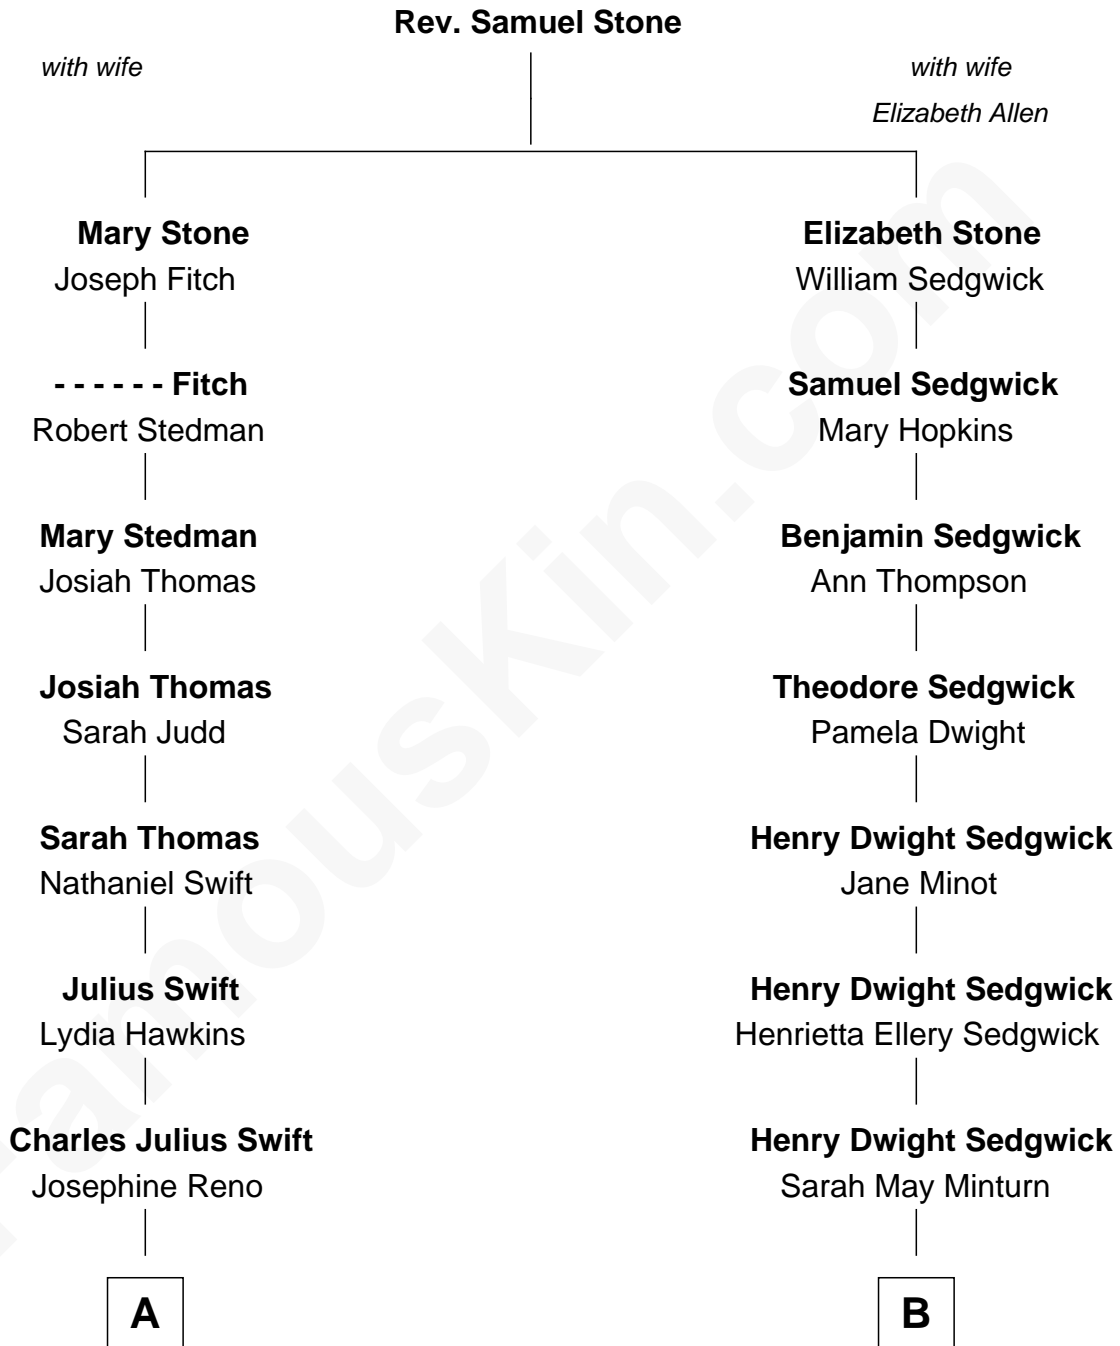 Rev. Samuel Stone
with wife
with wife
Elizabeth Allen
Mary Stone
Joseph Fitch
Elizabeth Stone
William Sedgwick
- - - - - - Fitch
Robert Stedman
Samuel Sedgwick
Mary Hopkins
Mary Stedman
Josiah Thomas
Benjamin Sedgwick
Ann Thompson
Josiah Thomas
Sarah Judd
Theodore Sedgwick
Pamela Dwight
Sarah Thomas
Nathaniel Swift
Henry Dwight Sedgwick
Jane Minot
Julius Swift
Lydia Hawkins
Henry Dwight Sedgwick
Henrietta Ellery Sedgwick
Charles Julius Swift
Josephine Reno
Henry Dwight Sedgwick
Sarah May Minturn
A
B
FamousKin.com